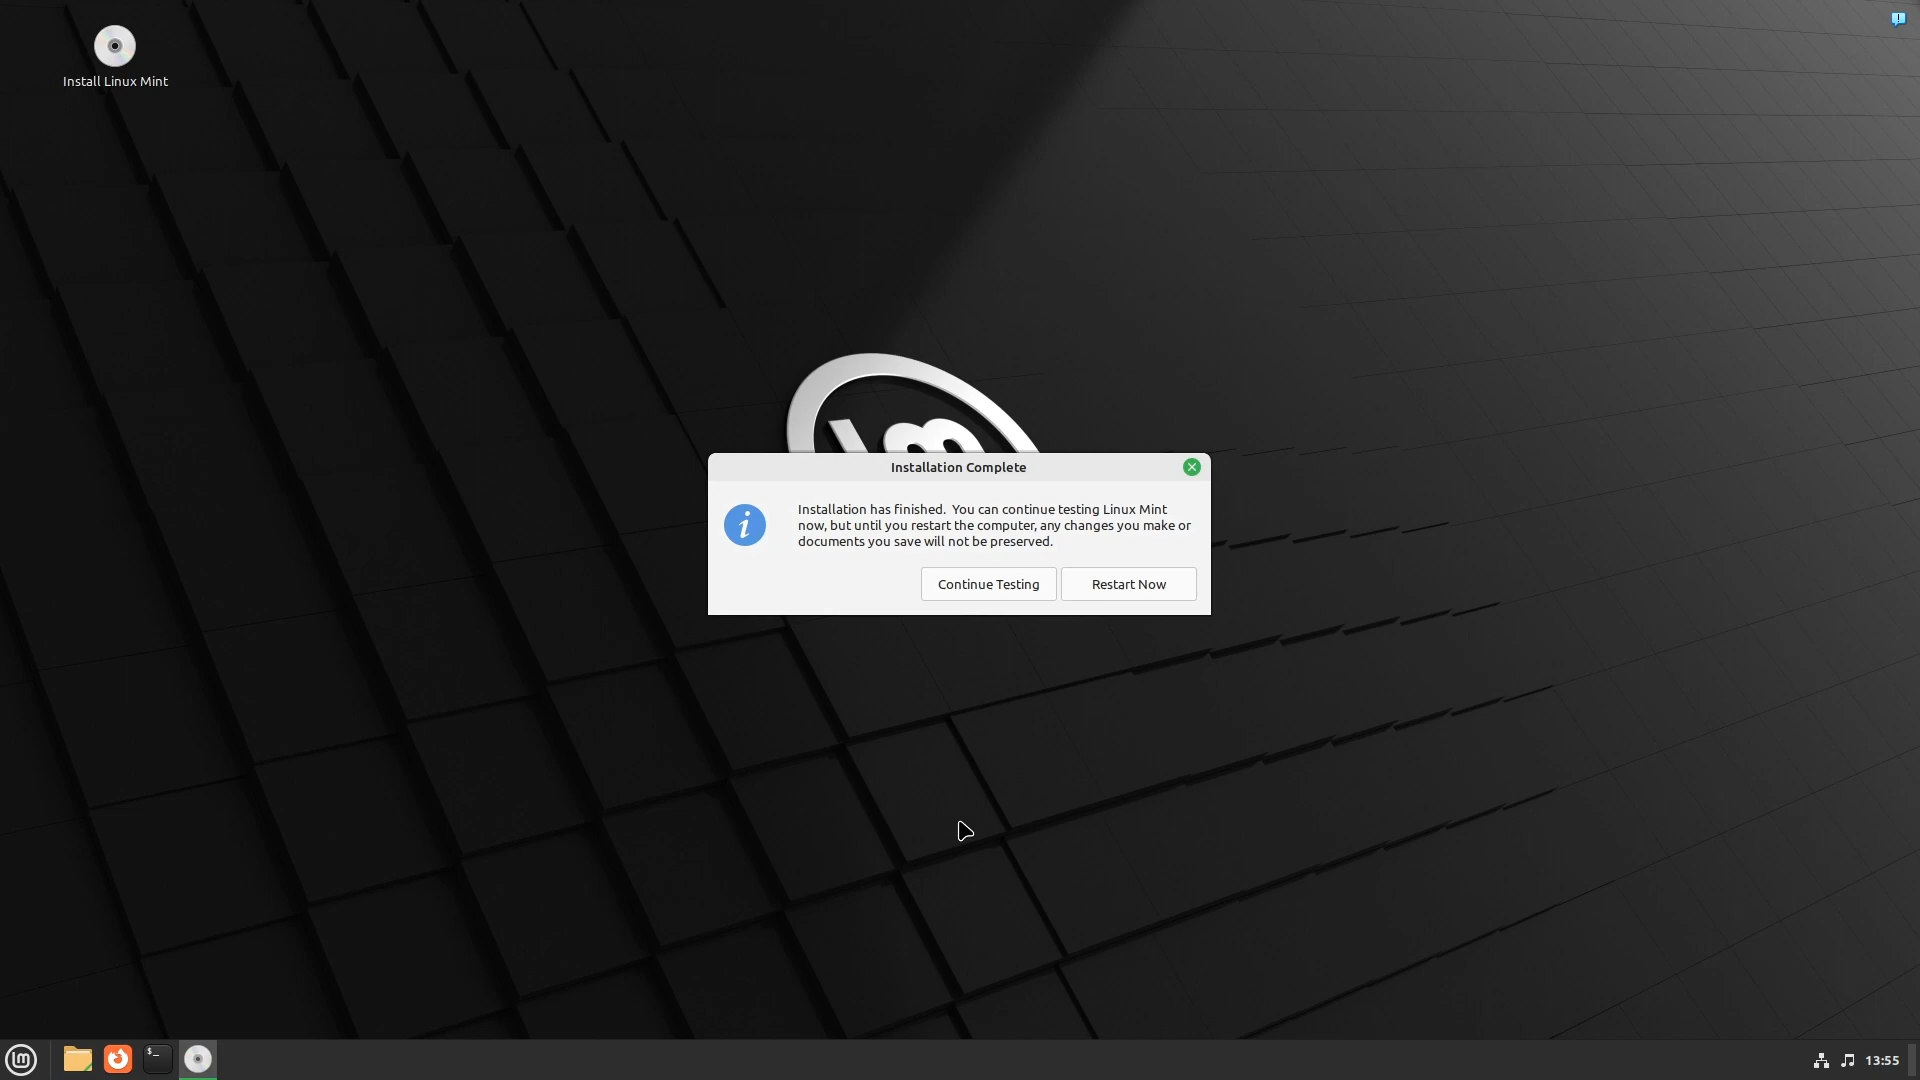 Install Linux Mint
lm
Installation Complete
Installation has finished.  You can continue testing Linux Mint
now, but until you restart the computer, any changes you make or
documents you save will not be preserved.
Continue Testing
Restart Now
$_
13:55